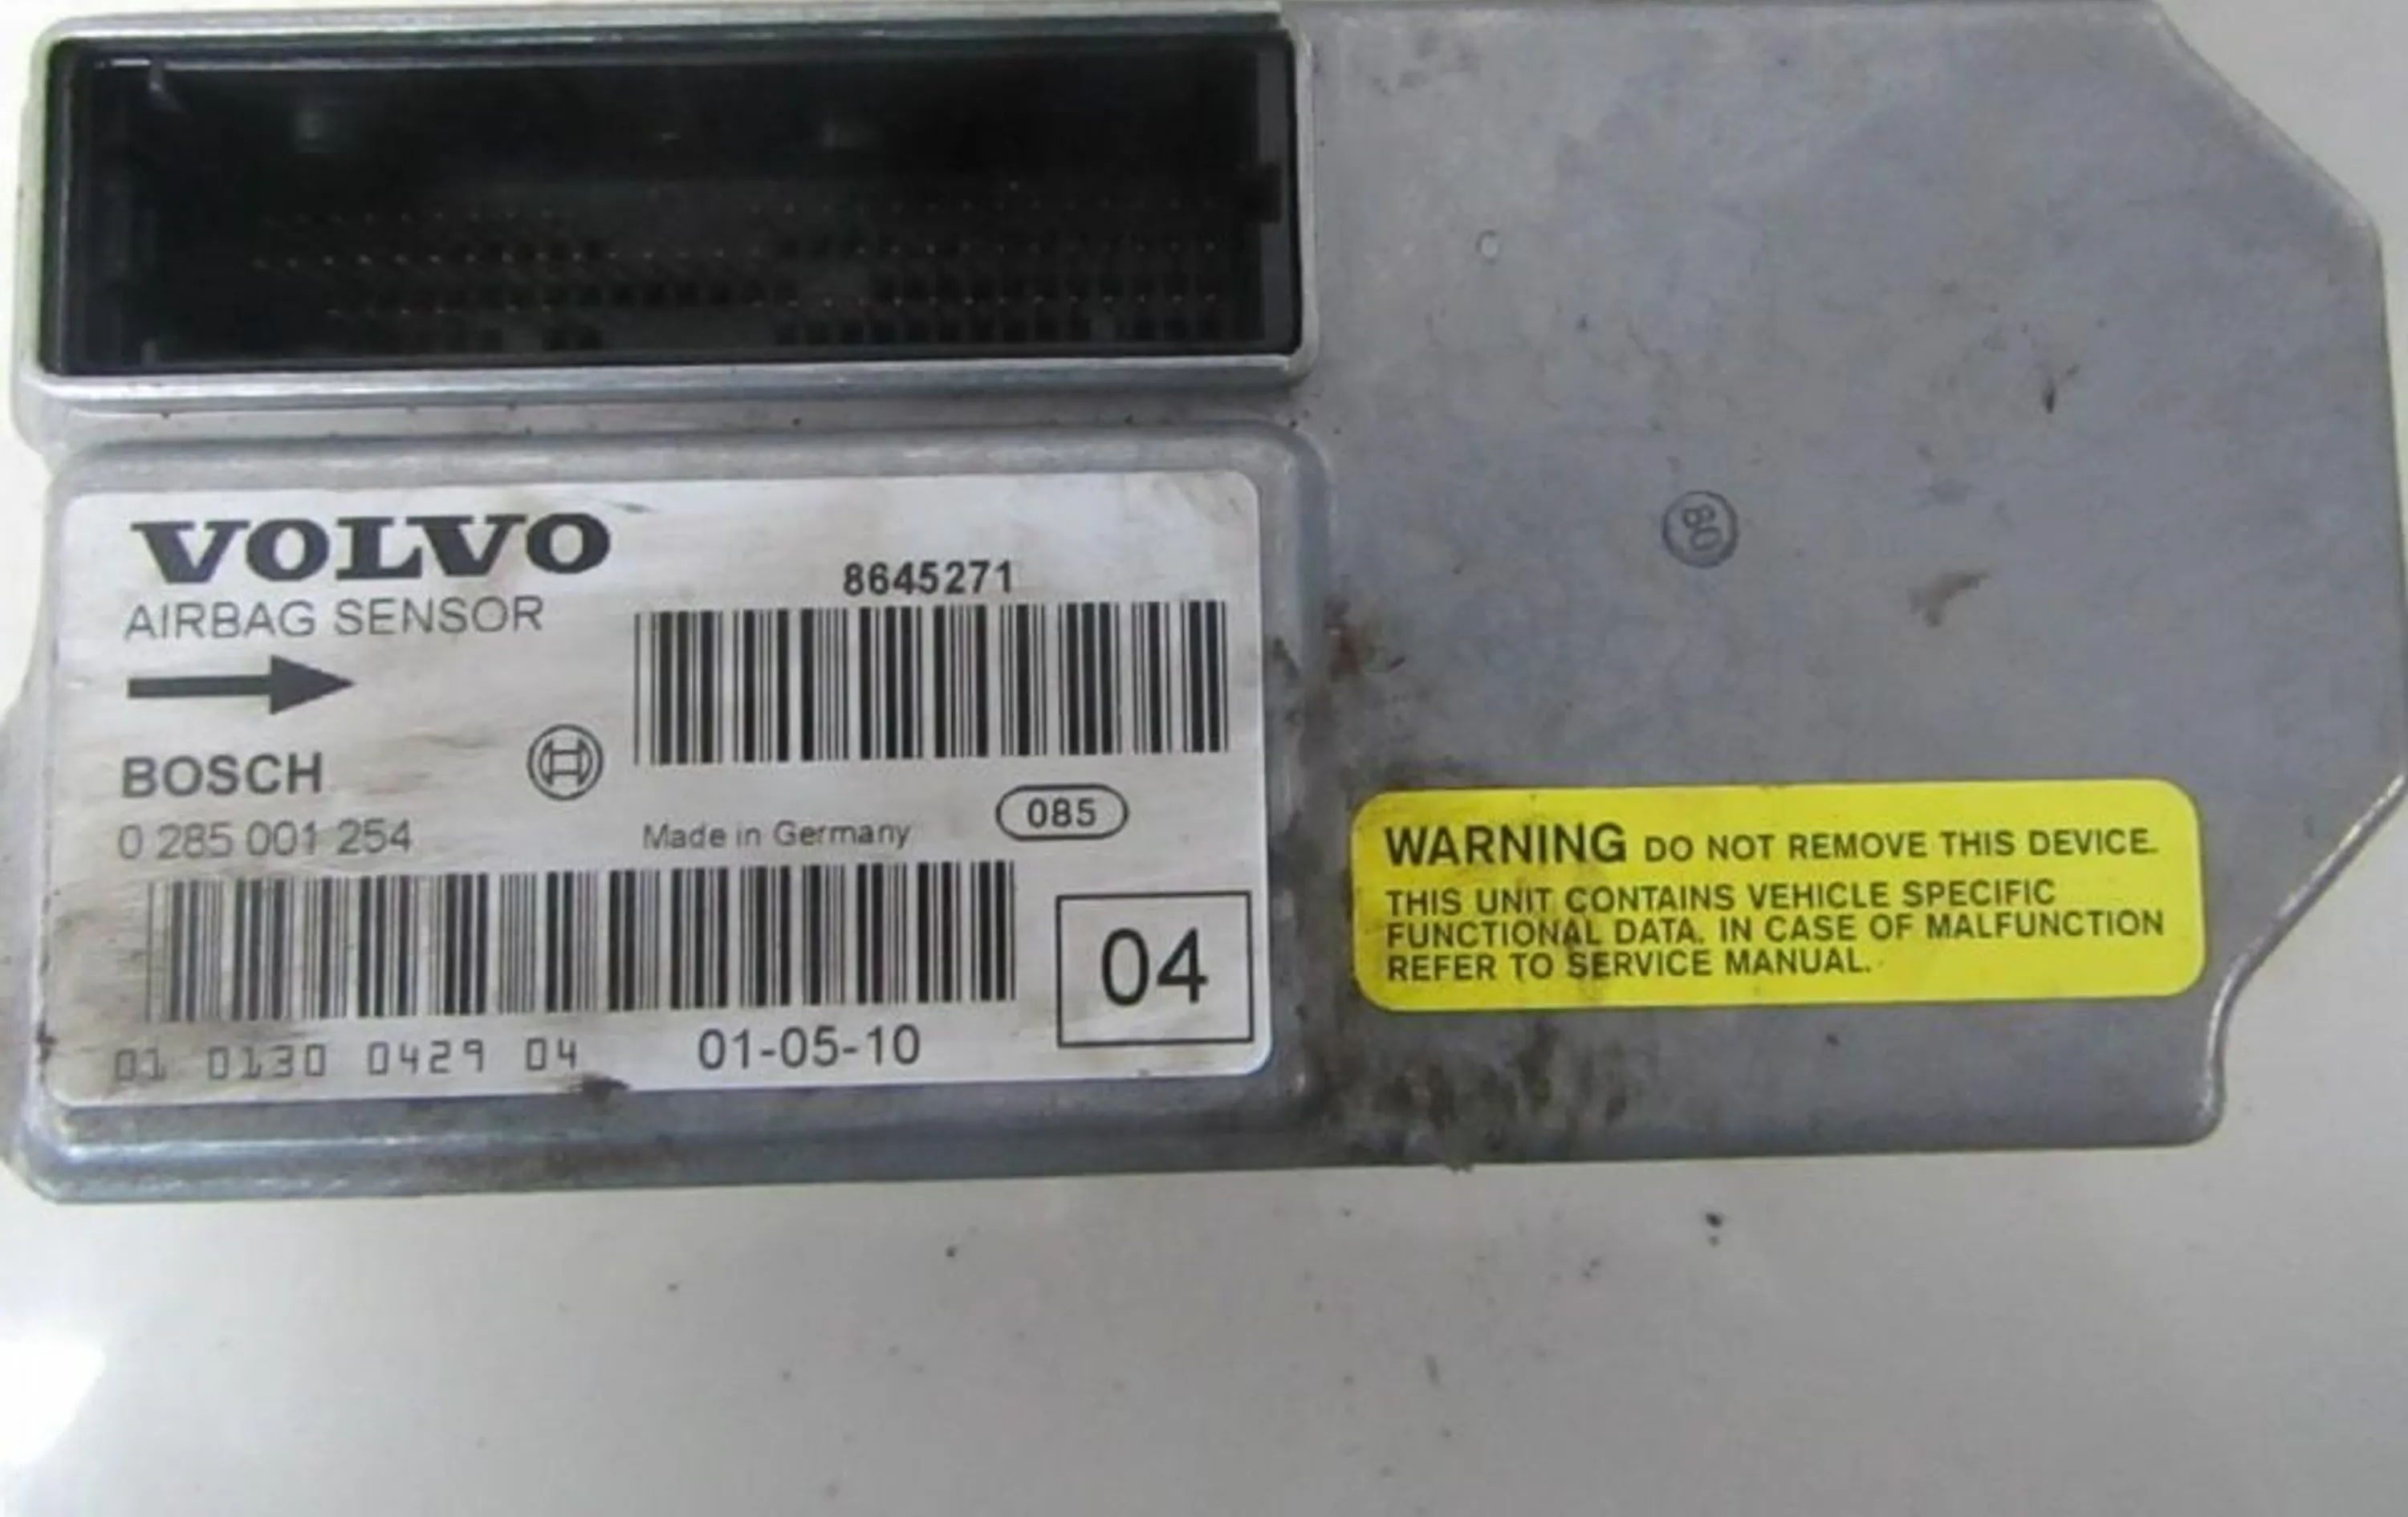 VOLVO
AIRBAG SENSOR
8645271
BOSCH
0 285 001 254
Made in Germany
085
04
01 0130 0429 04
01-05-10
80
WARNING DO NOT REMOVE THIS DEVICE.
THIS UNIT CONTAINS VEHICLE SPECIFIC
FUNCTIONAL DATA. IN CASE OF MALFUNCTION
REFER TO SERVICE MANUAL.